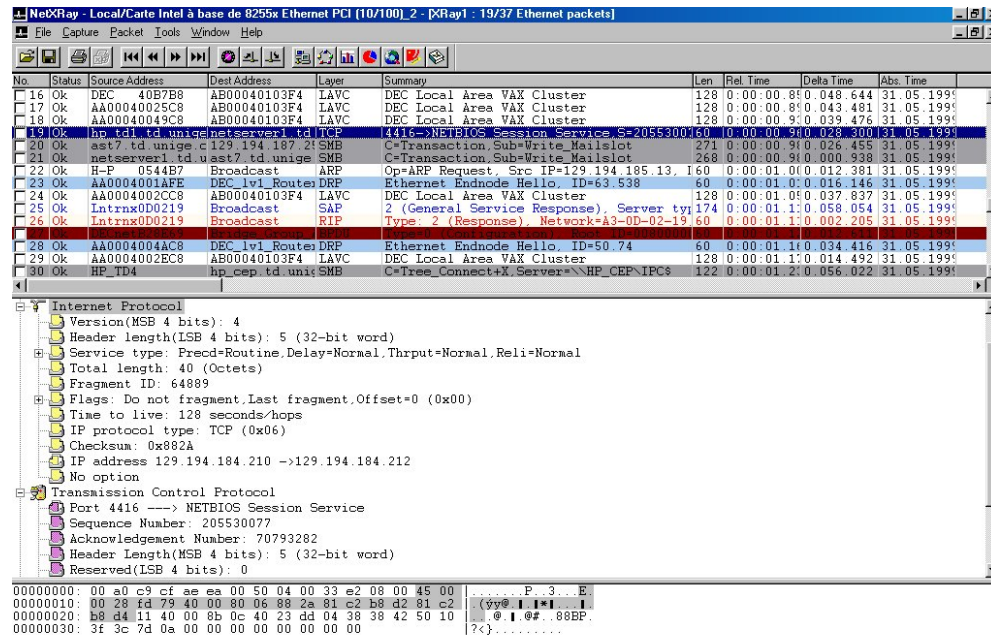 NetXRay - Local/Carte Intel à base de 8255x Ethernet PCI (10/100)_2 - [XRay1 : 19/37 Ethernet packets]
File Capture Packet Tools Window Help
No. Status Source Address Dest Address Layer Summary Len Rel. Time Delta Time Abs. Time
16 Ok DEC 40B7B8 AB00040103F4 LAVC DEC Local Area VAX Cluster 128 0:00:00.8 0.048.644 31.05.199
17 Ok AA00040025C8 AB00040103F4 LAVC DEC Local Area VAX Cluster 128 0:00:00.8 0.043.481 31.05.199
18 Ok AA00040049C8 AB00040103F4 LAVC DEC Local Area VAX Cluster 128 0:00:00.9 0.039.476 31.05.199
19 Ok hp_td1.td.unige netserver1.td TCP 4416->NETBIOS Session Service,S=2055300 60 0:00:00.9 0.028.300 31.05.199
20 Ok ast7.td.unige.c 129.194.187.25 SMB C=Transaction,Sub=Write_Mailslot 271 0:00:00.9 0.026.455 31.05.199
21 Ok netserver1.td.u ast7.td.unige SMB C=Transaction,Sub=Write_Mailslot 268 0:00:00.9 0.000.938 31.05.199
22 Ok H-P 0544B7 Broadcast ARP Op=ARP Request, Src IP=129.194.185.13, I 60 0:00:01.0 0.012.381 31.05.199
23 Ok AA0004001AFE DEC_lv1_Route DRP Ethernet Endnode Hello, ID=63.538 60 0:00:01.0 0.016.146 31.05.199
24 Ok AA00040002CC8 AB00040103F4 LAVC DEC Local Area VAX Cluster 128 0:00:01.0 0.037.837 31.05.199
25 Ok Intrnx0D0219 Broadcast SAP 2 (General Service Response), Server ty 174 0:00:01.1 0.058.054 31.05.199
26 Ok Intrnx0D0219 Broadcast RIP Type: 2 (Response), Network=A3-0D-02-19 60 0:00:01.1 0.002.205 31.05.199
27 Ok Bridge_Group BPDU Type=0 (Configuration), Root 60
28 Ok AA0004004AC8 DEC_lv1_Route DRP Ethernet Endnode Hello, ID=50.74 60 0:00:01.1 0.034.416 31.05.199
29 Ok AA0004002EC8 AB00040103F4 LAVC DEC Local Area VAX Cluster 128 0:00:01.1 0.014.492 31.05.199
30 Ok HP_TD4 hp_cep.td.uni SMB C=Tree_Connect+X,Server=\\HP_CEP\IPC$ 122 0:00:01.2 0.056.022 31.05.199
Internet Protocol
Version(MSB 4 bits): 4
Header length(LSB 4 bits): 5 (32-bit word)
Service type: Precd=Routine,Delay=Normal,Thrput=Normal,Reli=Normal
Total length: 40 (Octets)
Fragment ID: 64889
Flags: Do not fragment,Last fragment,Offset=0 (0x00)
Time to live: 128 seconds/hops
IP protocol type: TCP (0x06)
Checksum: 0x882A
IP address 129.194.184.210 ->129.194.184.212
No option
Transmission Control Protocol
Port 4416 ---> NETBIOS Session Service
Sequence Number: 205530077
Acknowledgement Number: 70793282
Header Length(MSB 4 bits): 5 (32-bit word)
Reserved(LSB 4 bits): 0
00000000: 00 a0 c9 cf ae ea 00 50 04 00 33 e2 08 00 45 00 .......P..3...E.
00000010: 00 28 fd 79 40 00 80 06 88 2a 81 c2 b8 d2 81 c2 .(ýy@.
00000020: b8 d4 11 40 00 8b 0c 40 23 dd 04 38 38 42 50 10 ...@. .@#..88BP.
00000030: 3f 3c 7d 0a 00 00 00 00 00 00 00 00 ?<}.........